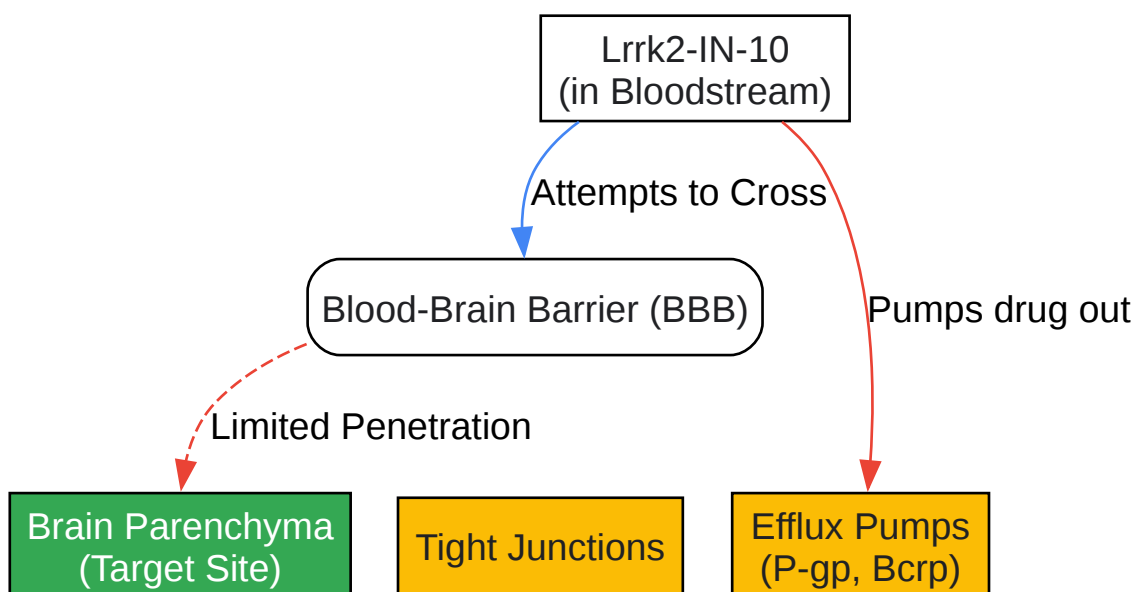 Lrrk2-IN-10
(in Bloodstream)
Attempts to Cross
Blood-Brain Barrier (BBB)
Pumps drug out
Limited Penetration
Brain Parenchyma
(Target Site)
Tight Junctions
Efflux Pumps
(P-gp, Bcrp)